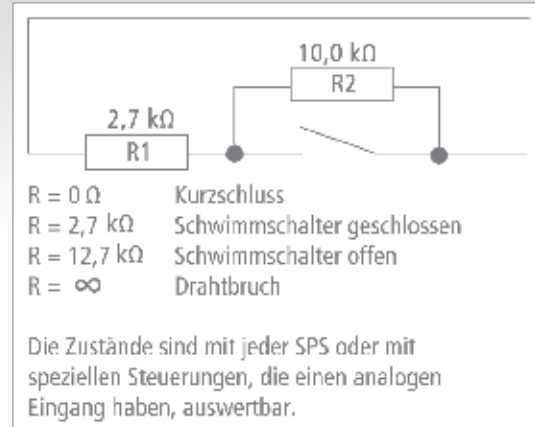 10,0 kΩ
R2
2,7 kΩ
R1
R = 0 Ω Kurzschluss
R = 2,7 kΩ Schwimmschalter geschlossen
R = 12,7 kΩ Schwimmschalter offen
R = ∞ Drahtbruch
Die Zustände sind mit jeder SPS oder mit
speziellen Steuerungen, die einen analogen
Eingang haben, auswertbar.